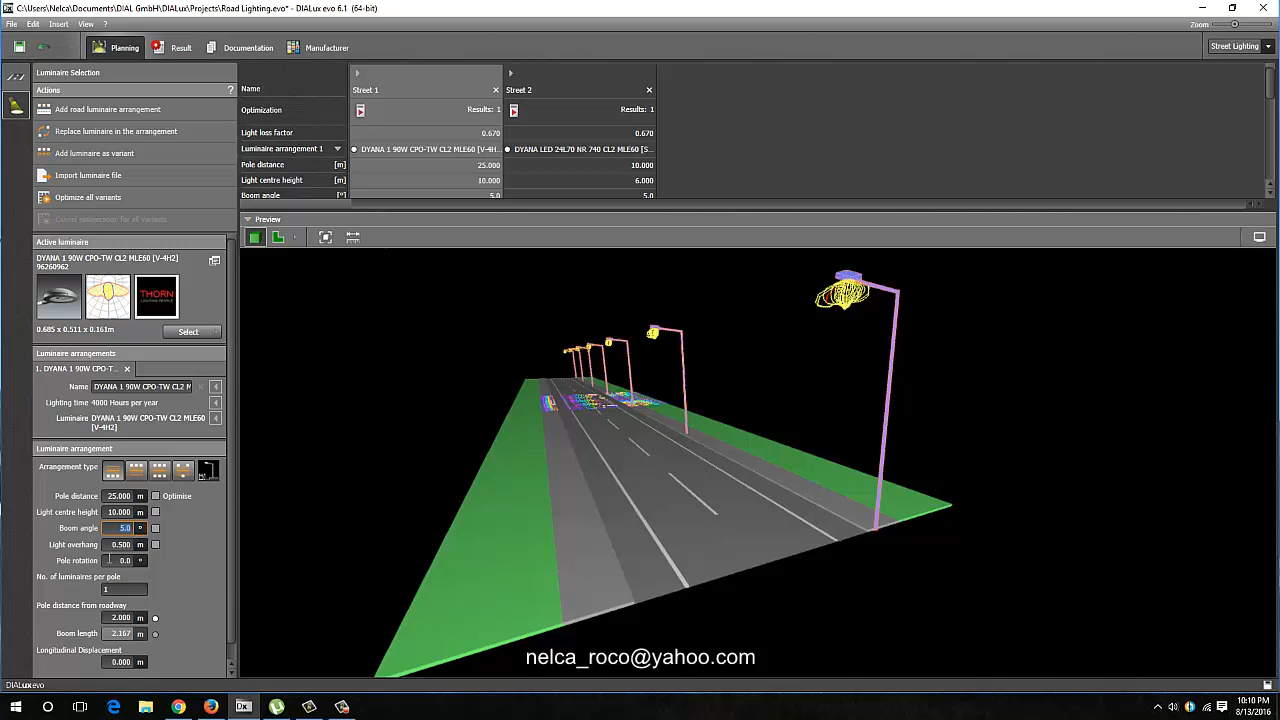 C:\Users\Nelca\Documents\DIAL GmbH\DIALux\Projects\Road Lighting.evo* - DIALux evo 6.1 (64-bit)
File Edit Insert View ?
Zoom
Planning Result Documentation Manufacturer
Street Lighting
Luminaire Selection
Actions ?
Add road luminaire arrangement
Replace luminaire in the arrangement
Add luminaire as variant
Import luminaire file
Optimize all variants
Cancel optimization for all variants
Name Street 1 Street 2
Optimization Results: 1 Results: 1
Light loss factor 0.670 0.670
Luminaire arrangement 1 DYANA 1 90W CPO-TW CL2 MLE60 [V-4H... DYANA LED 24L70 NR 740 CL2 MLE60 [S...
Pole distance [m] 25.000 10.000
Light centre height [m] 10.000 6.000
Boom angle [°] 5.0 5.0
Preview
Active luminaire
DYANA 1 90W CPO-TW CL2 MLE60 [V-4H2]
96260962
THORN
LIGHTING PEOPLE
0.685 x 0.511 x 0.161m
Select
Luminaire arrangements
1. DYANA 1 90W CPO-T...
Name DYANA 1 90W CPO-TW CL2 M
Lighting time 4000 Hours per year
Luminaire DYANA 1 90W CPO-TW CL2 MLE60
[V-4H2]
Luminaire arrangement
Arrangement type
Pole distance 25.000 m Optimise
Light centre height 10.000 m
Boom angle 5.0 °
Light overhang 0.500 m
Pole rotation 0.0 °
No. of luminaires per pole
1
Pole distance from roadway
2.000 m
Boom length 2.167 m
Longitudinal Displacement
0.000 m
nelca_roco@yahoo.com
DIALux evo
10:10 PM
8/13/2016